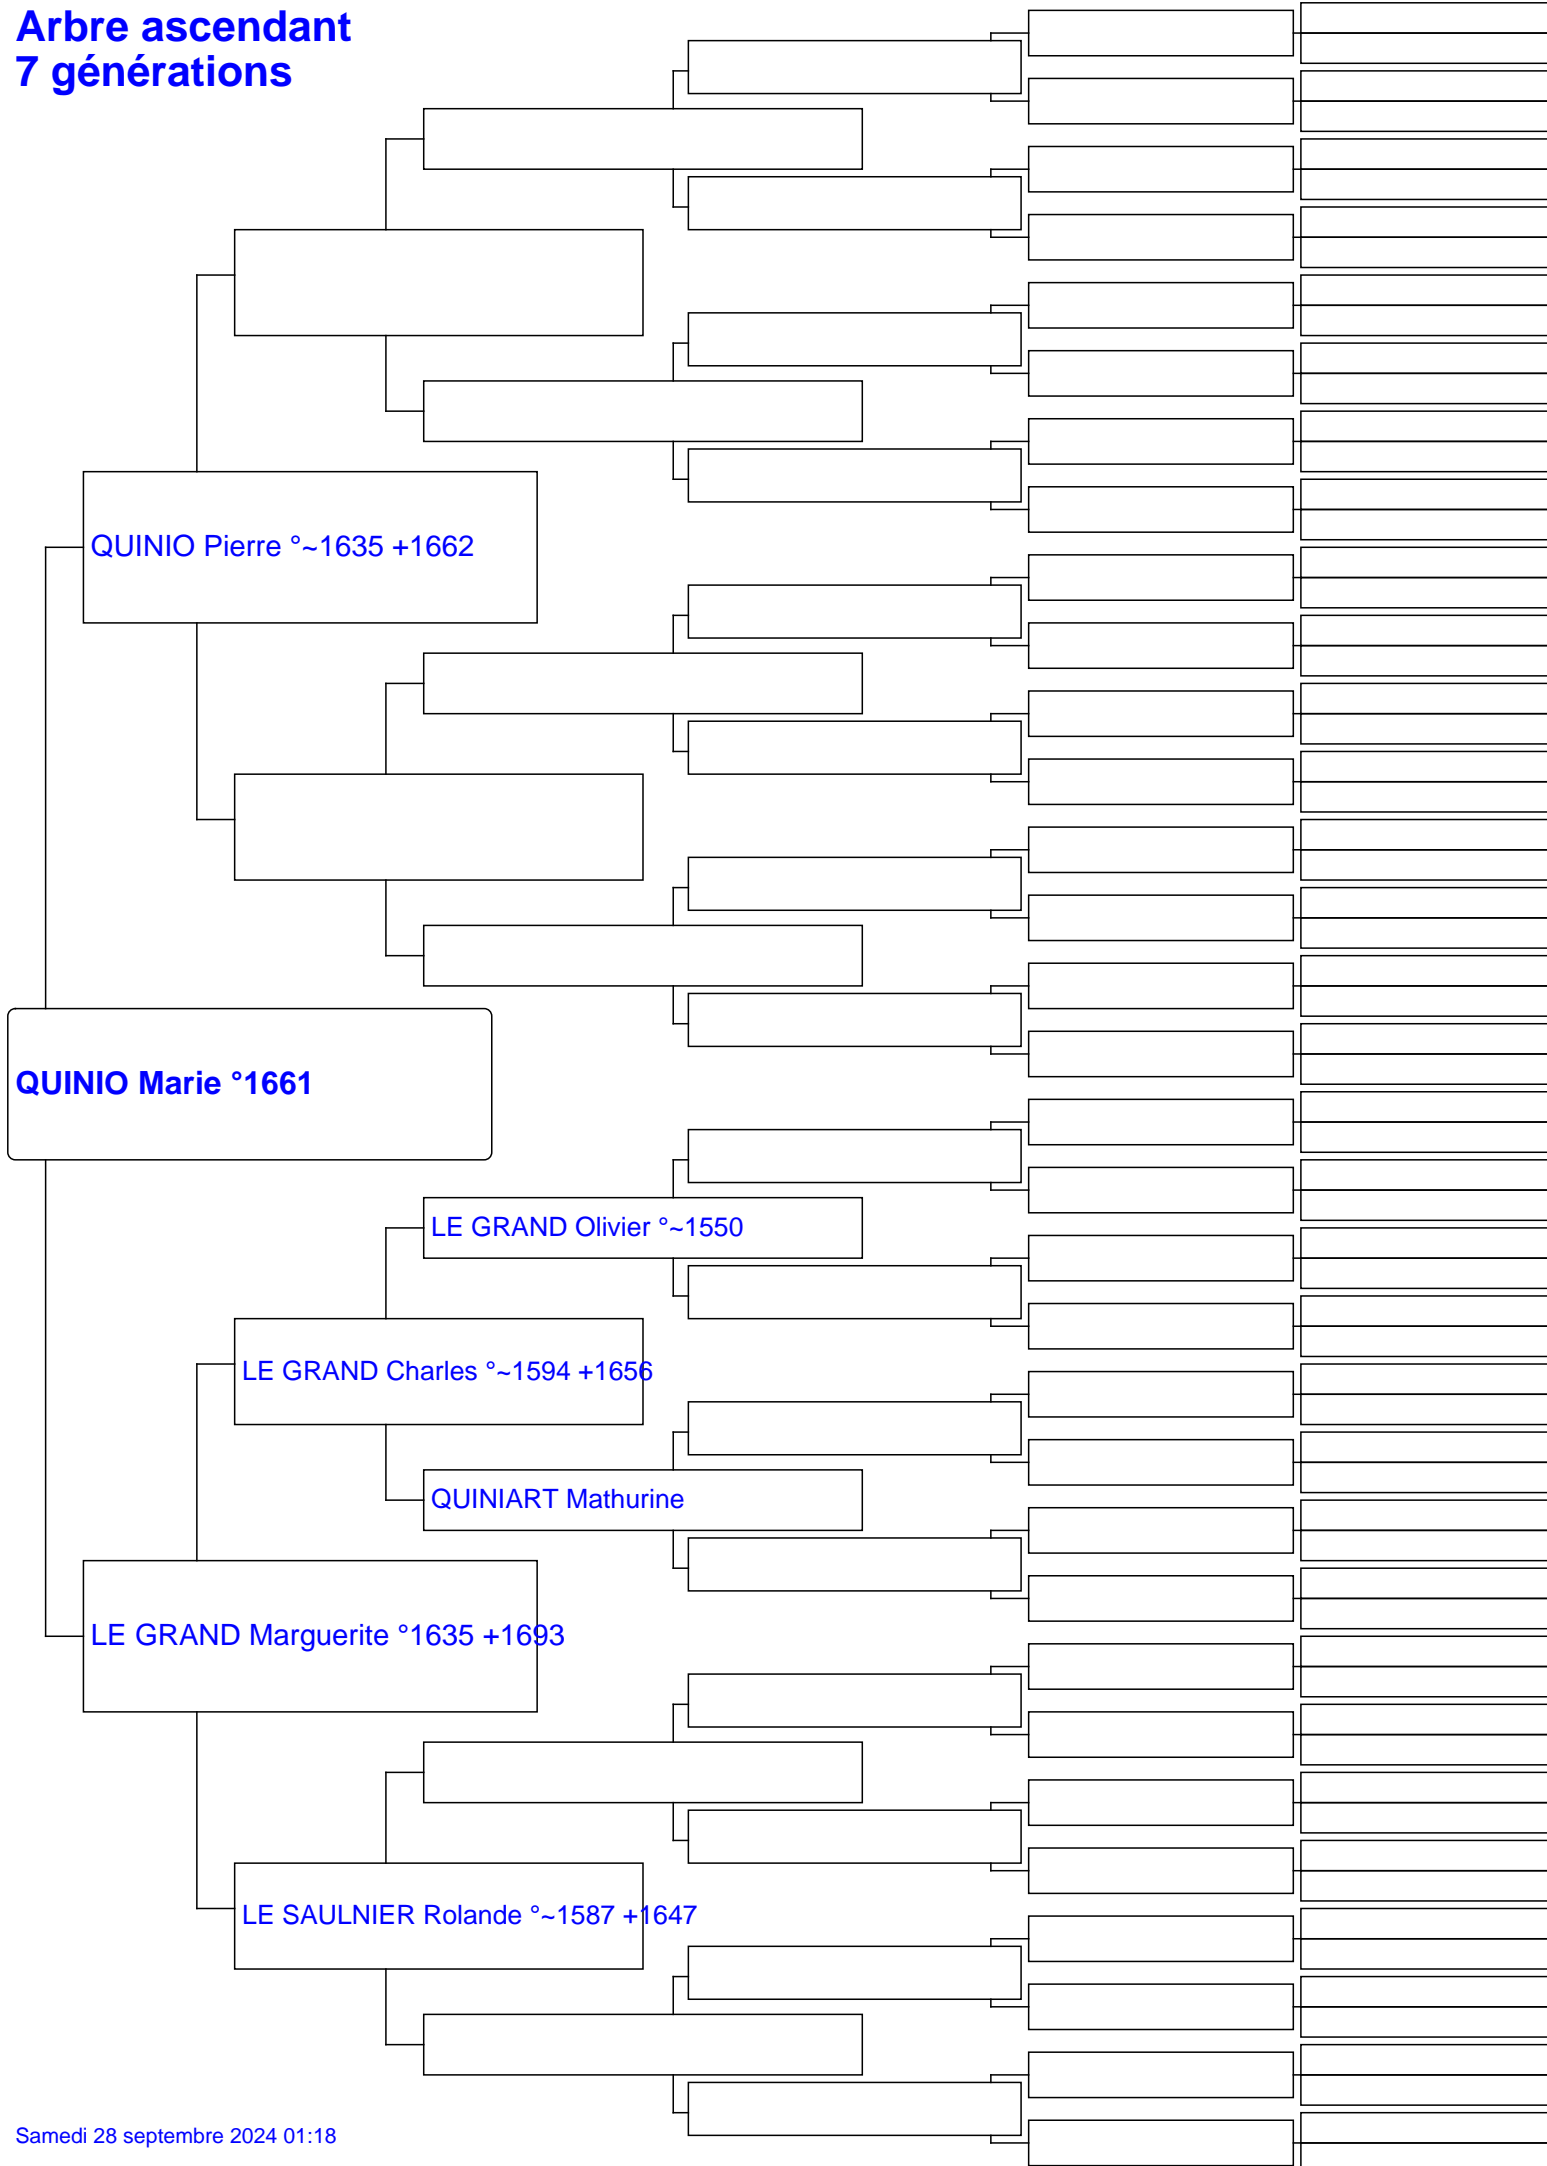 Arbre ascendant
7 générations
QUINIO Pierre °~1635 +1662
QUINIO Marie °1661
LE GRAND Olivier °~1550
LE GRAND Charles °~1594 +1656
QUINIART Mathurine
LE GRAND Marguerite °1635 +1693
LE SAULNIER Rolande °~1587 +1647
Samedi 28 septembre 2024 01:18